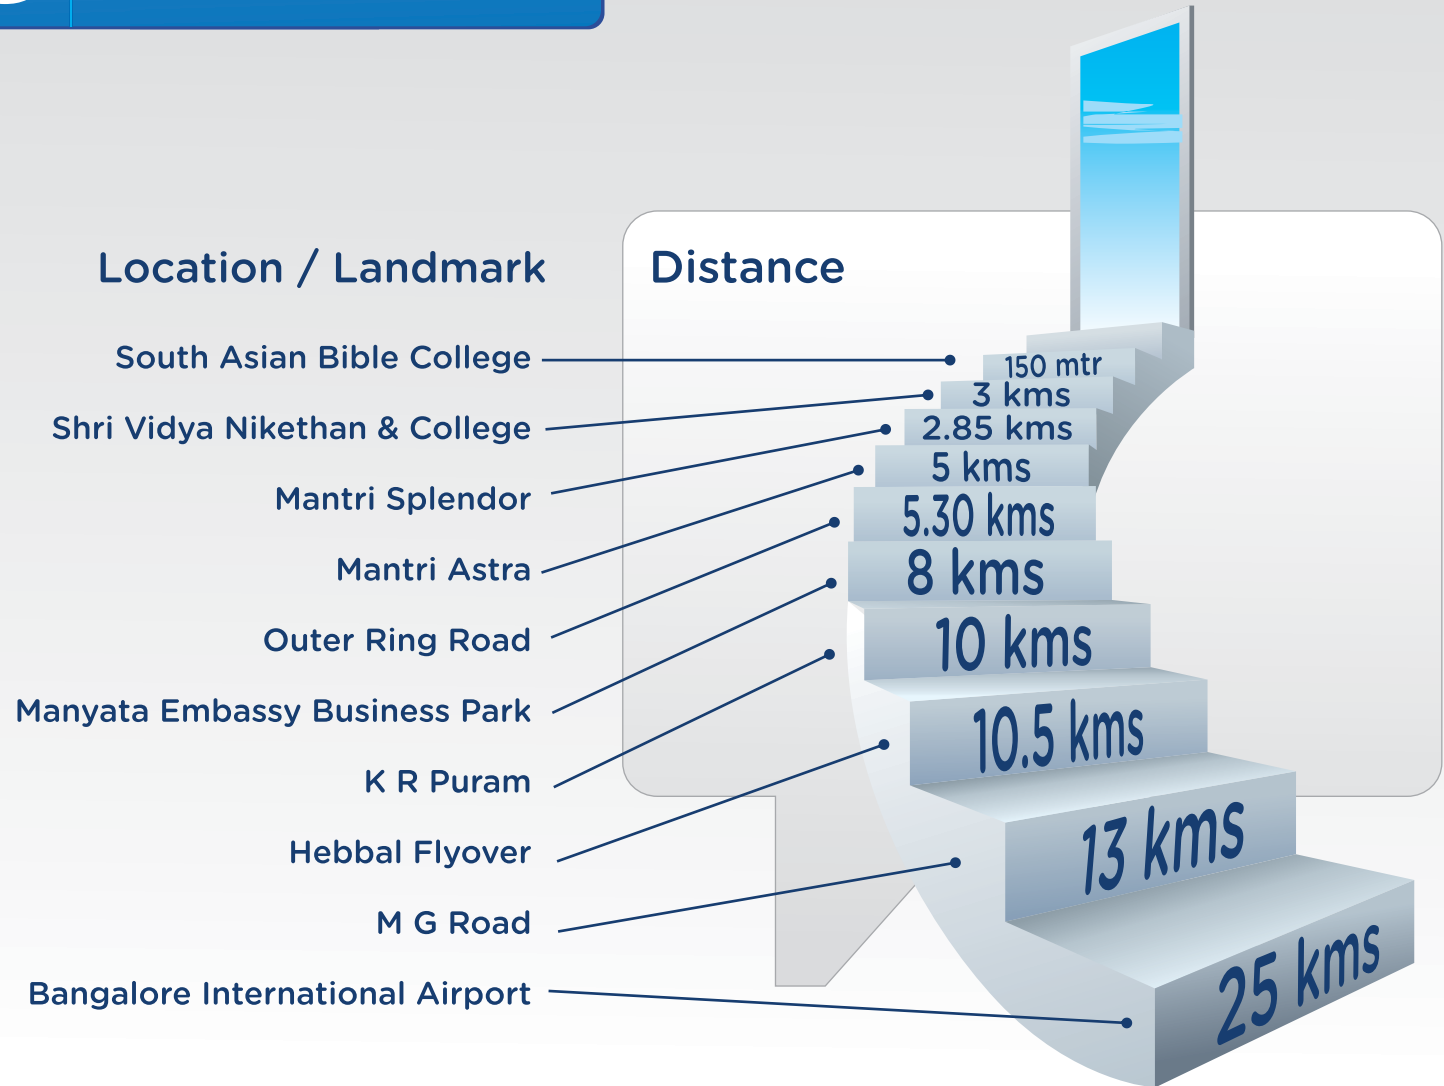 Location / Landmark Distance
South Asian Bible College 150 mtr
Shri Vidya Nikethan & College 3 kms
Mantri Splendor 2.85 kms
Mantri Astra 5 kms
Outer Ring Road 5.30 kms
Manyata Embassy Business Park 8 kms
K R Puram 10 kms
Hebbal Flyover 10.5 kms
M G Road 13 kms
Bangalore International Airport 25 kms